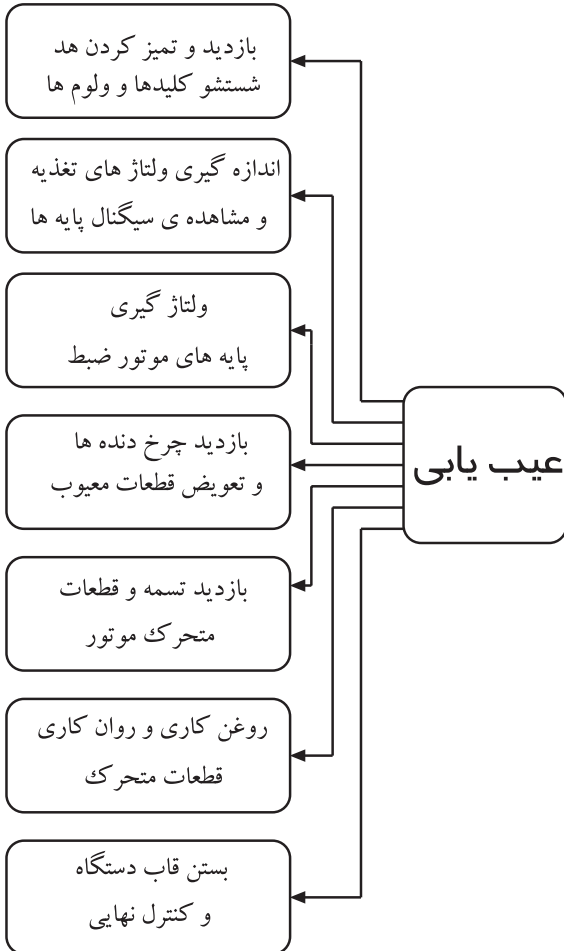 بازدید و تمیز کردن هد
شستشو کلیدها و ولوم ها
اندازه گیری ولتاژ های تغذیه
و مشاهده ی سیگنال پایه ها
ولتاژ گیری
پایه های موتور ضبط
بازدید چرخ دنده ها
و تعویض قطعات معیوب
عیب یابی
بازدید تسمه و قطعات
متحرک موتور
روغن کاری و روان کاری
قطعات متحرک
بستن قاب دستگاه
و کنترل نهایی